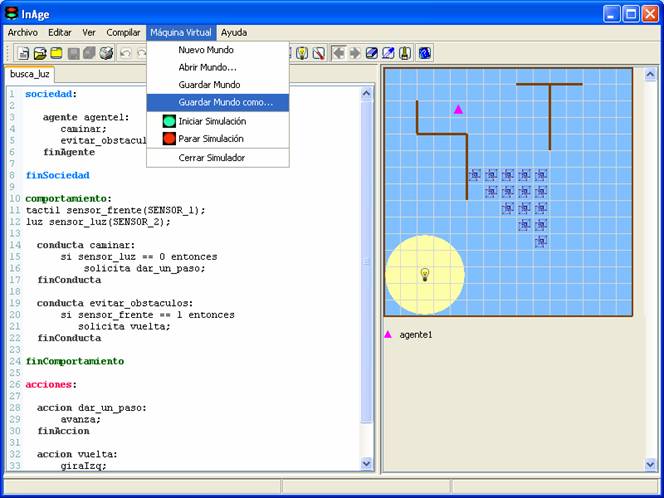 InAge
Archivo Editar Ver Compilar Máquina Virtual Ayuda
Nuevo Mundo
Abrir Mundo...
Guardar Mundo
Guardar Mundo como...
Iniciar Simulación
Parar Simulación
Cerrar Simulador
busca_luz
1 sociedad:
2
3 agente agente1:
4 caminar;
5 evitar_obstaculos
6 finAgente
7
8 finSociedad
9
10 comportamiento:
11 tactil sensor_frente(SENSOR_1);
12 luz sensor_luz(SENSOR_2);
13
14 conducta caminar:
15 si sensor_luz == 0 entonces
16 solicita dar_un_paso;
17 finConducta
18
19 conducta evitar_obstaculos:
20 si sensor_frente == 1 entonces
21 solicita vuelta;
22 finConducta
23
24 finComportamiento
25
26 acciones:
27
28 accion dar_un_paso:
29 avanza;
30 finAccion
31
32 accion vuelta:
33 giraIzq;
agente1